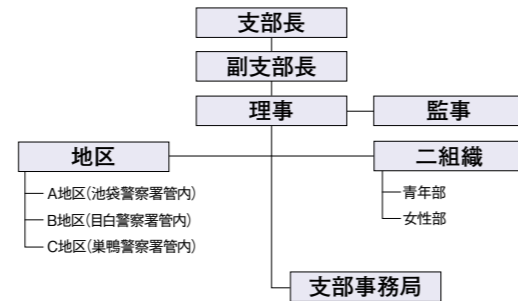 支部長
副支部長
理事
監事
地区
二組織
A地区(池袋警察署管内)
B地区(目白警察署管内)
C地区(巣鴨警察署管内)
青年部
女性部
支部事務局